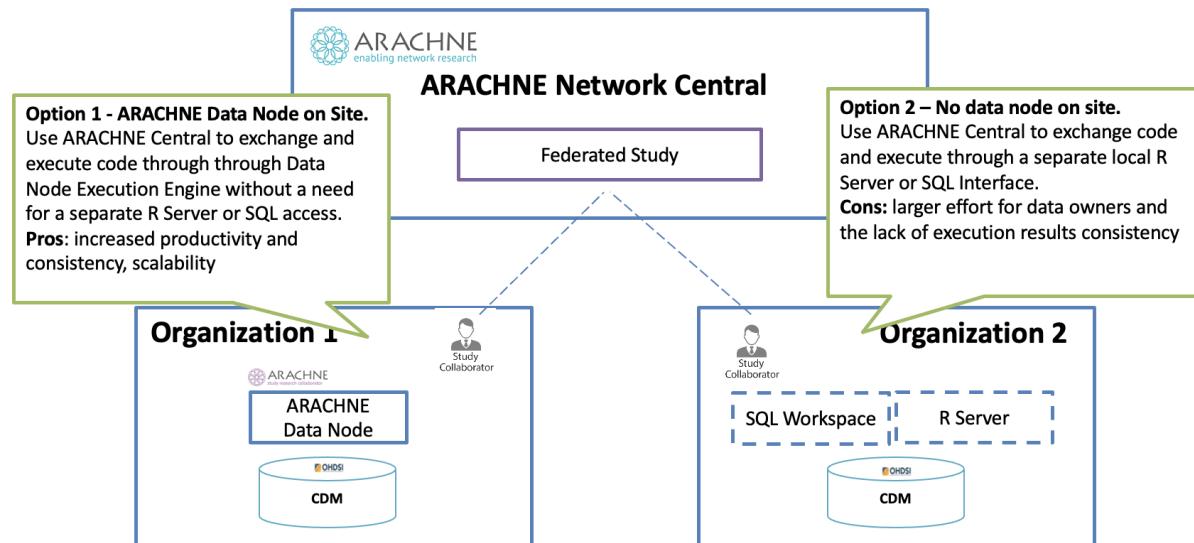 ARACHNE
enabling network research
ARACHNE Network Central
Federated Study
Option 1 - ARACHNE Data Node on Site.
Use ARACHNE Central to exchange and
execute code through through Data
Node Execution Engine without a need
for a separate R Server or SQL access.
Pros: increased productivity and
consistency, scalability
Option 2 – No data node on site.
Use ARACHNE Central to exchange code
and execute through a separate local R
Server or SQL Interface.
Cons: larger effort for data owners and
the lack of execution results consistency
Organization 1
Study
Collaborator
ARACHNE
study research collaborator
ARACHNE
Data Node
OHDSI
CDM
Organization 2
Study
Collaborator
SQL Workspace
R Server
OHDSI
CDM